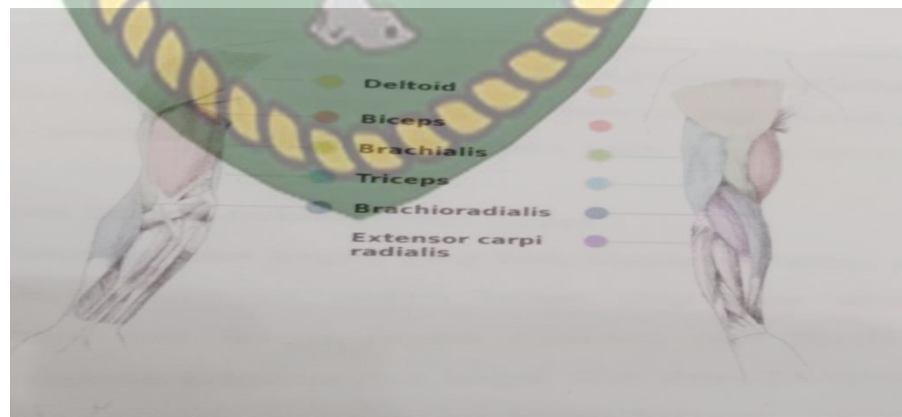 Deltoid
Biceps
Brachialis
Triceps
Brachioradialis
Extensor carpi
radialis